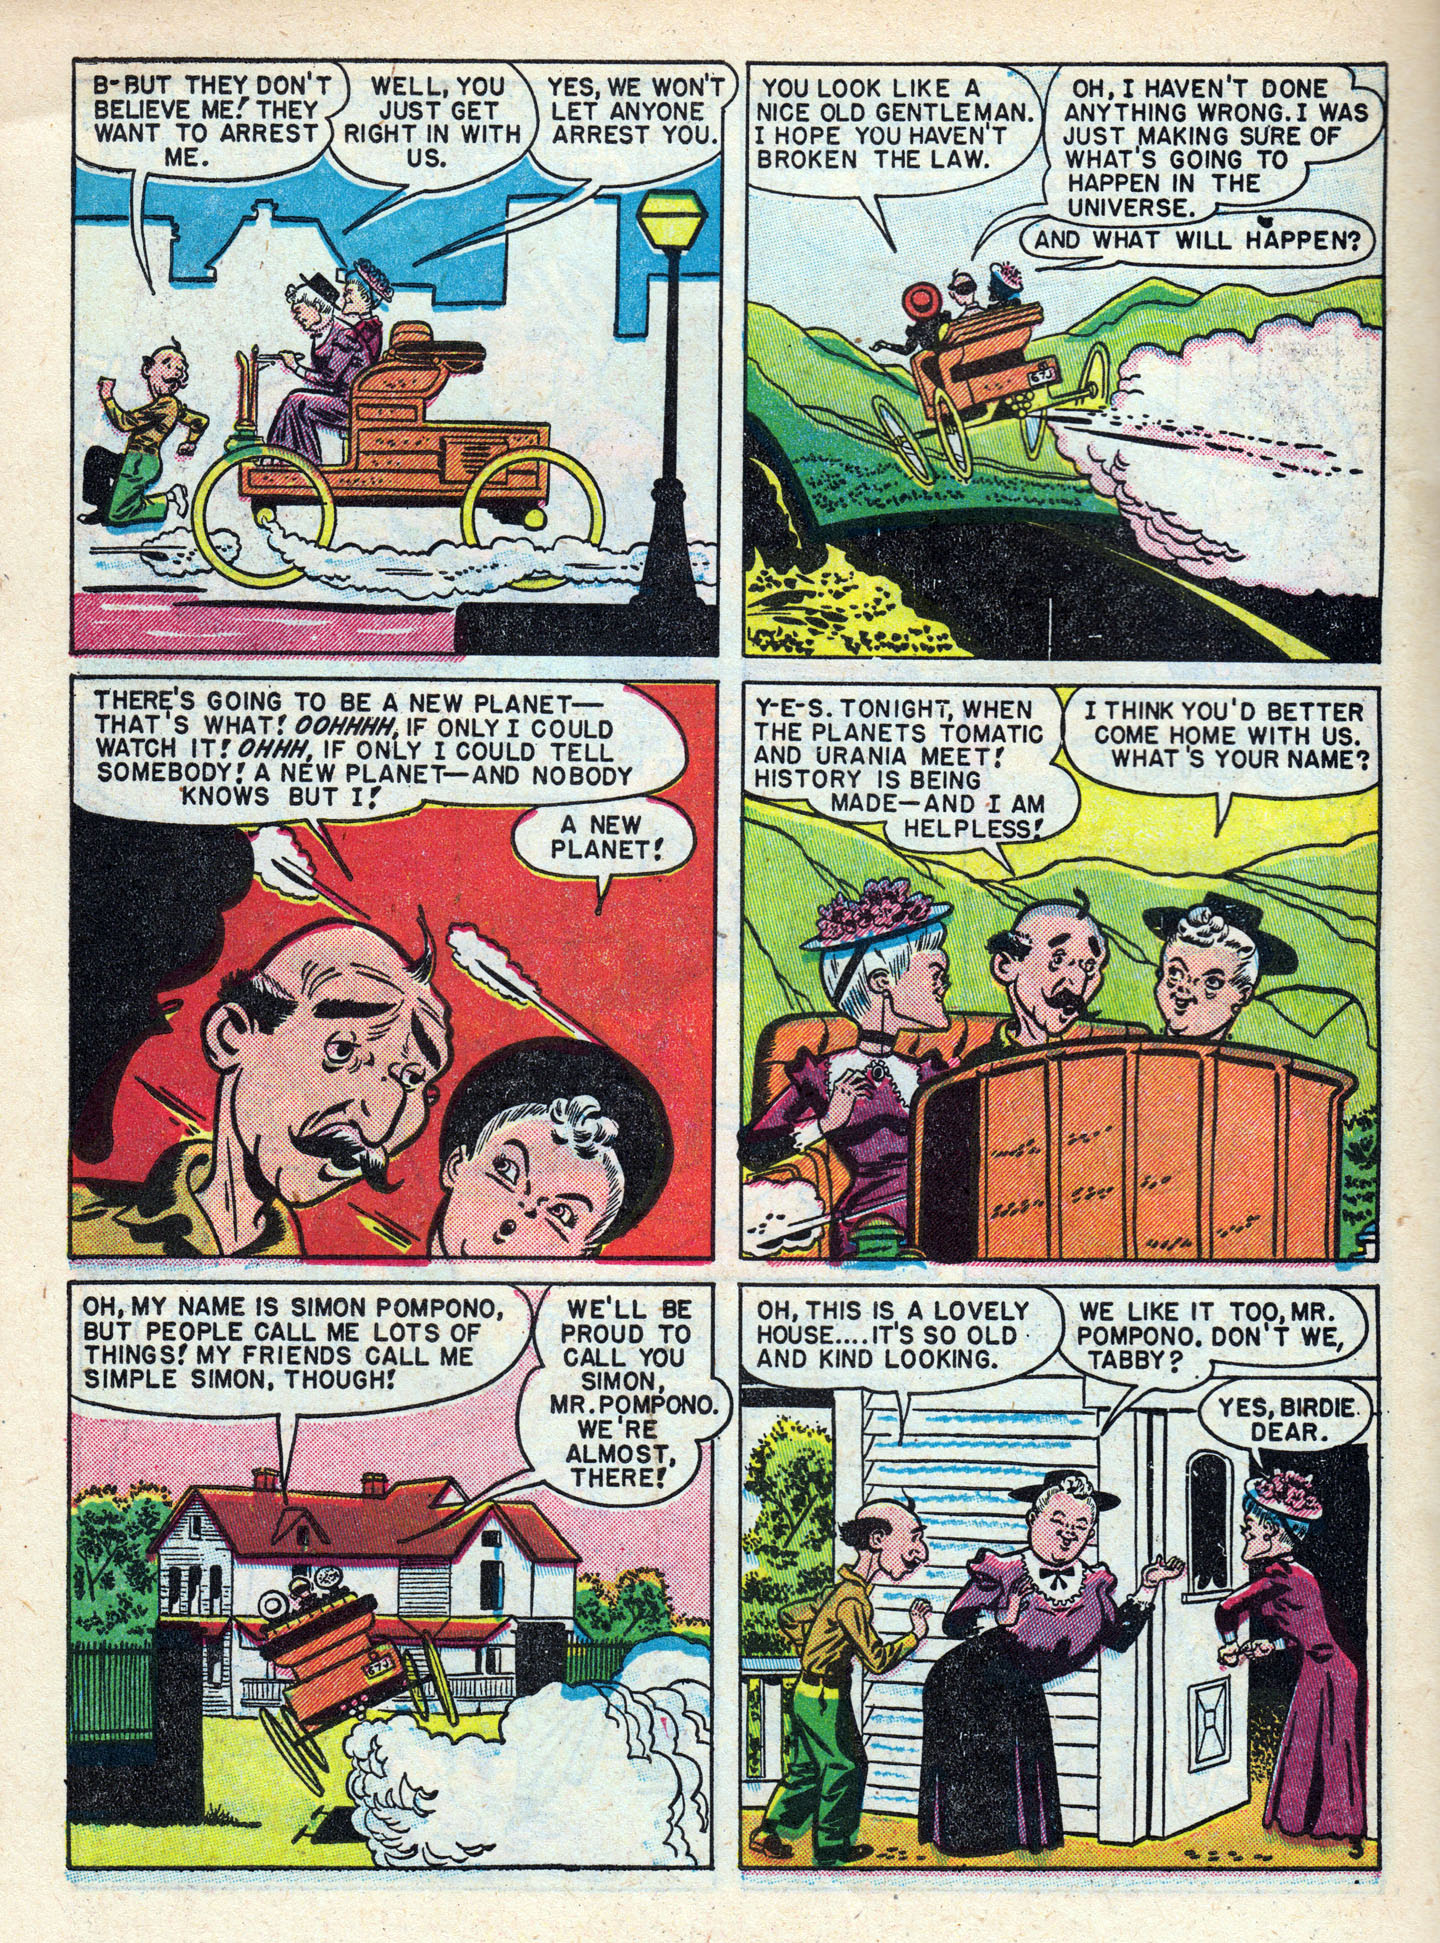 B-BUT THEY DON'T
BELIEVE ME! THEY
WANT TO ARREST
ME.
WELL, YOU
JUST GET
RIGHT IN WITH
US.
YES, WE WON'T
LET ANYONE
ARREST YOU.
YOU LOOK LIKE A
NICE OLD GENTLEMAN.
I HOPE YOU HAVEN'T
BROKEN THE LAW.
OH, I HAVEN'T DONE
ANYTHING WRONG. I WAS
JUST MAKING SURE OF
WHAT'S GOING TO
HAPPEN IN THE
UNIVERSE.
AND WHAT WILL HAPPEN?
67J
THERE'S GOING TO BE A NEW PLANET—
THAT'S WHAT! OOHHHH, IF ONLY I COULD
WATCH IT! OHHH, IF ONLY I COULD TELL
SOMEBODY! A NEW PLANET—AND NOBODY
KNOWS BUT I!
A NEW
PLANET!
Y-E-S. TONIGHT, WHEN
THE PLANETS TOMATIC
AND URANIA MEET!
HISTORY IS BEING
MADE—AND I AM
HELPLESS!
I THINK YOU'D BETTER
COME HOME WITH US.
WHAT'S YOUR NAME?
OH, MY NAME IS SIMON POMPONO,
BUT PEOPLE CALL ME LOTS OF
THINGS! MY FRIENDS CALL ME
SIMPLE SIMON, THOUGH!
WE'LL BE
PROUD TO
CALL YOU
SIMON,
MR. POMPONO.
WE'RE
ALMOST,
THERE!
67J
OH, THIS IS A LOVELY
HOUSE....IT'S SO OLD
AND KIND LOOKING.
WE LIKE IT TOO, MR.
POMPONO. DON'T WE,
TABBY?
YES, BIRDIE
DEAR.
3